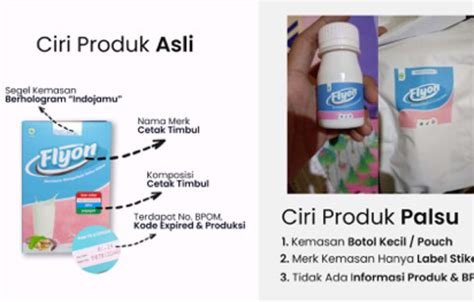 Ciri Produk Asli
Segel Kemasan
Berhologram "Indojamu"
Nama Merk
Cetak Timbul
Flyon
Komposisi
Cetak Timbul
Terdapat No. BPOM,
Kode Expired & Produksi
Flyon
Flyon
Ciri Produk Palsu
1. Kemasan Botol Kecil / Pouch
2. Merk Kemasan Hanya Label Stike
3. Tidak Ada Informasi Produk & BP